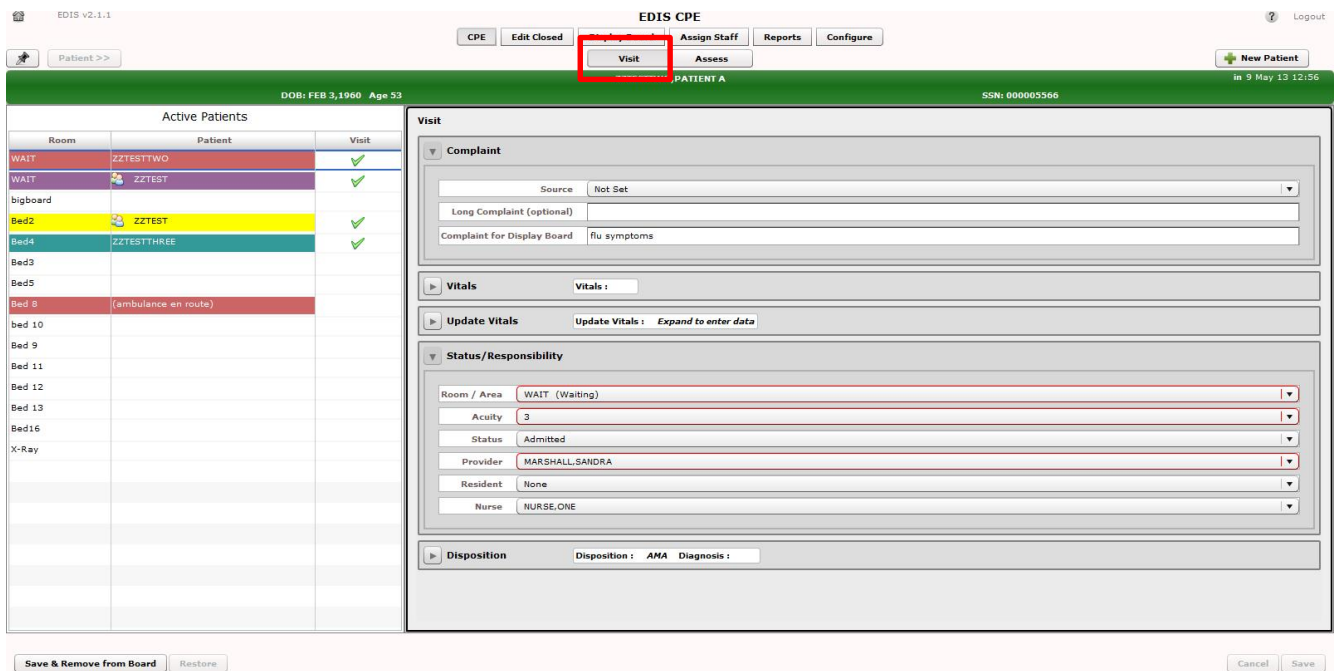 EDIS v2.1.1 EDIS CPE ? Logout
CPE Edit Closed Assign Staff Reports Configure
Patient >> Visit Assess New Patient
,PATIENT A in 9 May 13 12:56
DOB: FEB 3,1960 Age 53 SSN: 000005566
Active Patients
Room Patient Visit
WAIT ZZTESTTWO
WAIT ZZTEST
bigboard
Bed2 ZZTEST
Bed4 ZZTESTTHREE
Bed3
Bed5
Bed 8 (ambulance en route)
bed 10
Bed 9
Bed 11
Bed 12
Bed 13
Bed16
X-Ray
Visit
Complaint
Source Not Set
Long Complaint (optional)
Complaint for Display Board flu symptoms
Vitals Vitals :
Update Vitals Update Vitals : Expand to enter data
Status/Responsibility
Room / Area WAIT (Waiting)
Acuity 3
Status Admitted
Provider MARSHALL,SANDRA
Resident None
Nurse NURSE,ONE
Disposition Disposition : AMA Diagnosis :
Save & Remove from Board Restore Cancel Save